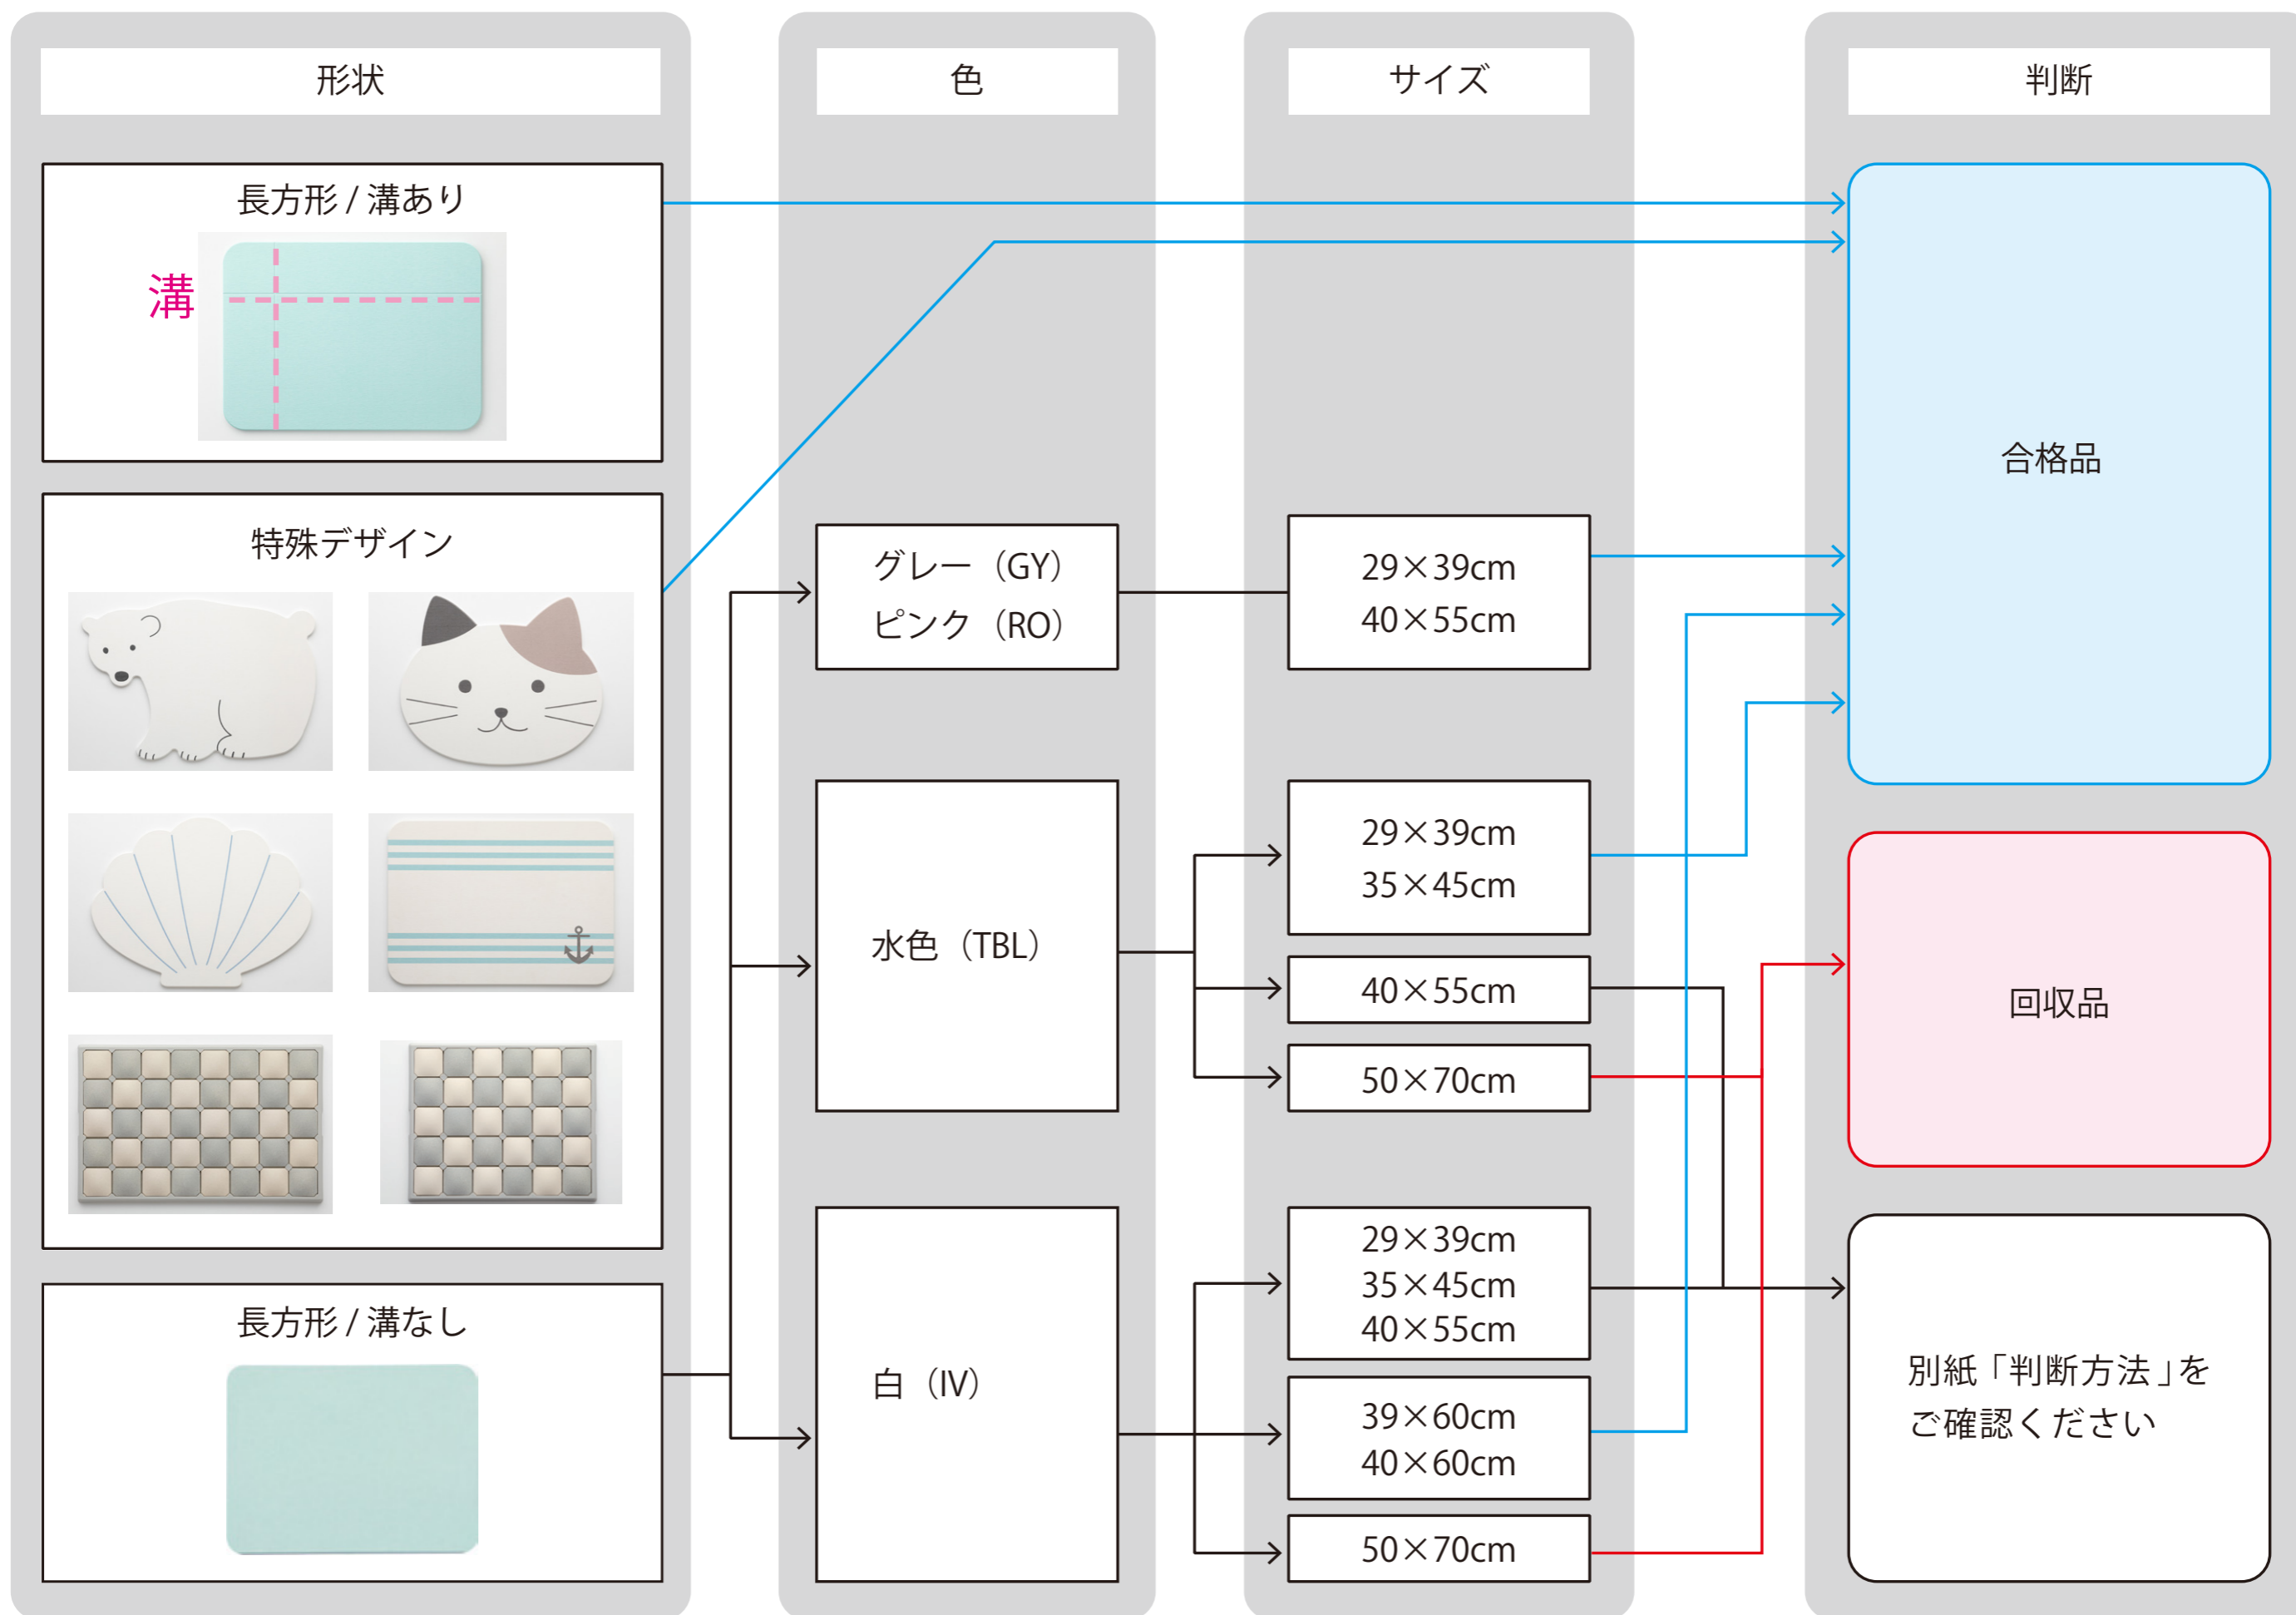 形状
色
サイズ
判断
長方形 / 溝あり
溝
特殊デザイン
長方形 / 溝なし
グレー（GY）
ピンク（RO）
水色（TBL）
白（IV）
29×39cm
40×55cm
29×39cm
35×45cm
40×55cm
50×70cm
29×39cm
35×45cm
40×55cm
39×60cm
40×60cm
50×70cm
合格品
回収品
別紙「判断方法」を
ご確認ください